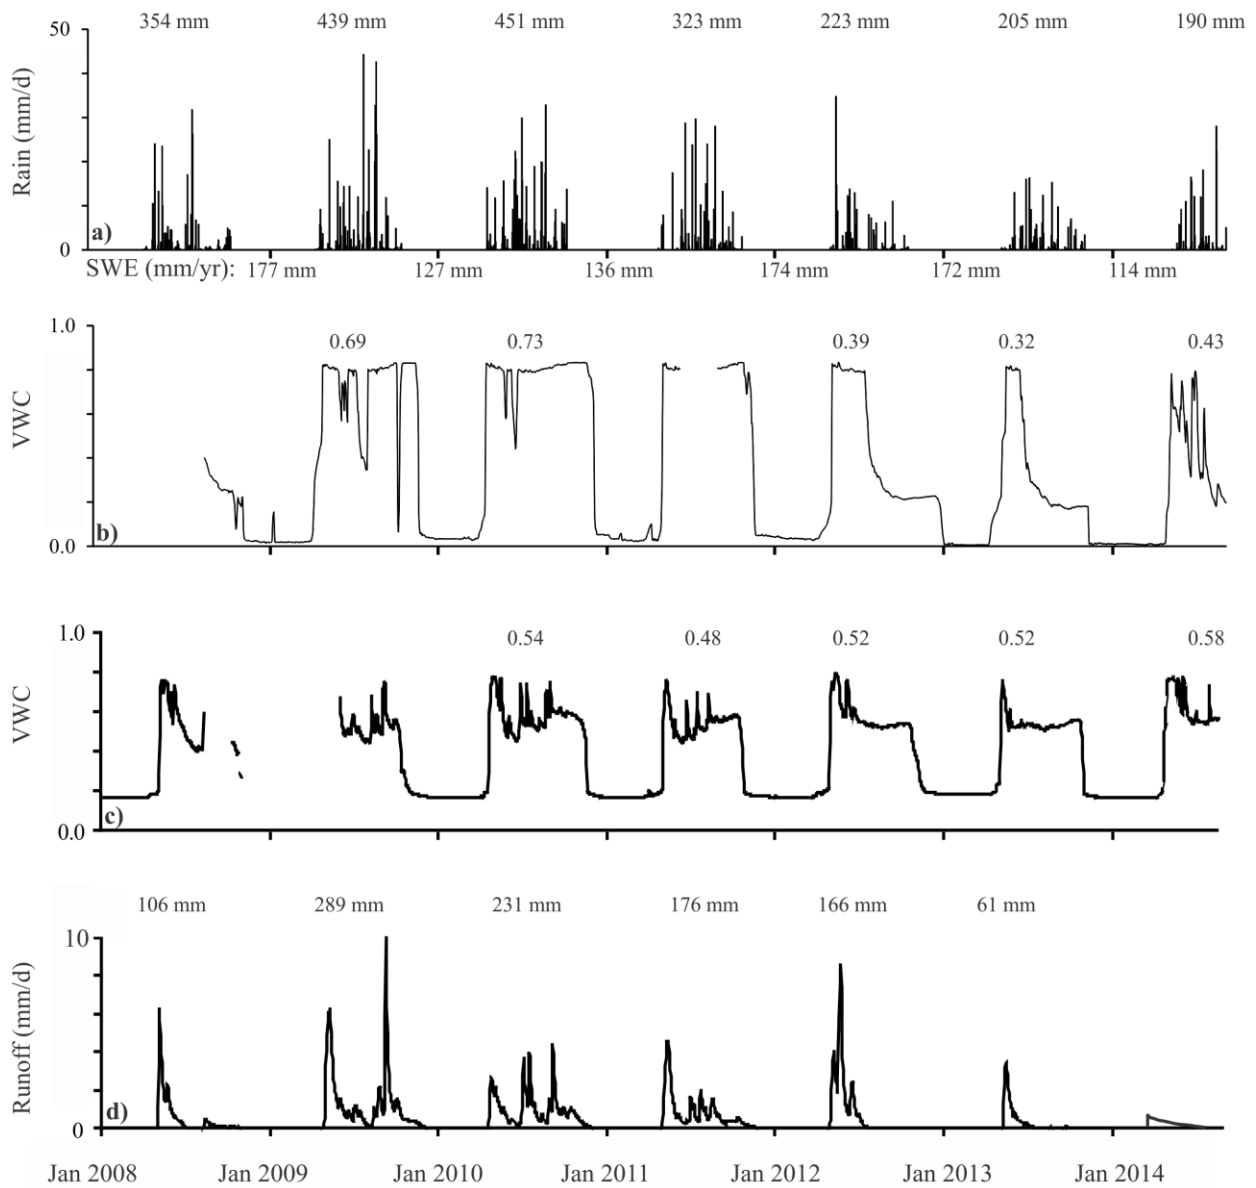 354 mm 439 mm 451 mm 323 mm 223 mm 205 mm 190 mm
50
Rain (mm/d)
a)
0
SWE (mm/yr): 177 mm 127 mm 136 mm 174 mm 172 mm 114 mm
1.0
0.69 0.73 0.39 0.32 0.43
VWC
b)
0.0
1.0
0.54 0.48 0.52 0.52 0.58
VWC
c)
0.0
106 mm 289 mm 231 mm 176 mm 166 mm 61 mm
10
Runoff (mm/d)
d)
0
Jan 2008 Jan 2009 Jan 2010 Jan 2011 Jan 2012 Jan 2013 Jan 2014